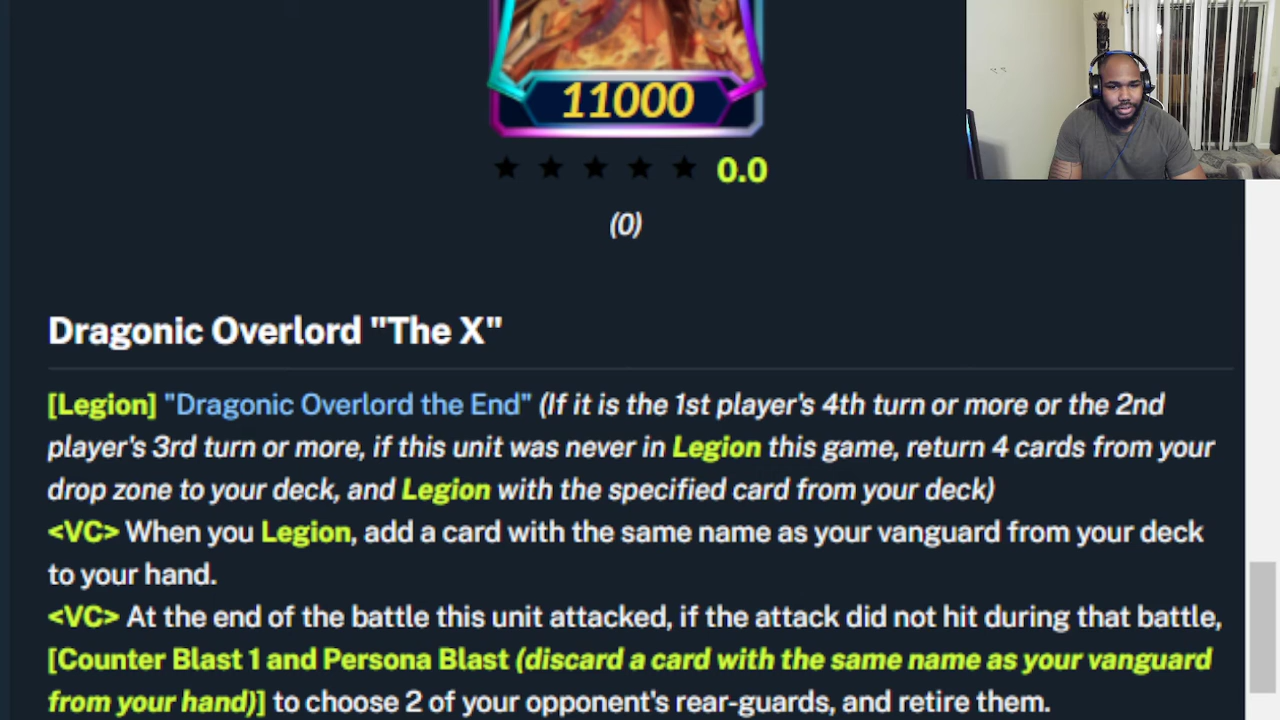 11000
0.0
(0)
Dragonic Overlord "The X"
[Legion] "Dragonic Overlord the End" (If it is the 1st player's 4th turn or more or the 2nd
player's 3rd turn or more, if this unit was never in Legion this game, return 4 cards from your
drop zone to your deck, and Legion with the specified card from your deck)
<VC> When you Legion, add a card with the same name as your vanguard from your deck
to your hand.
<VC> At the end of the battle this unit attacked, if the attack did not hit during that battle,
[Counter Blast 1 and Persona Blast (discard a card with the same name as your vanguard
from your hand)] to choose 2 of your opponent's rear-guards, and retire them.